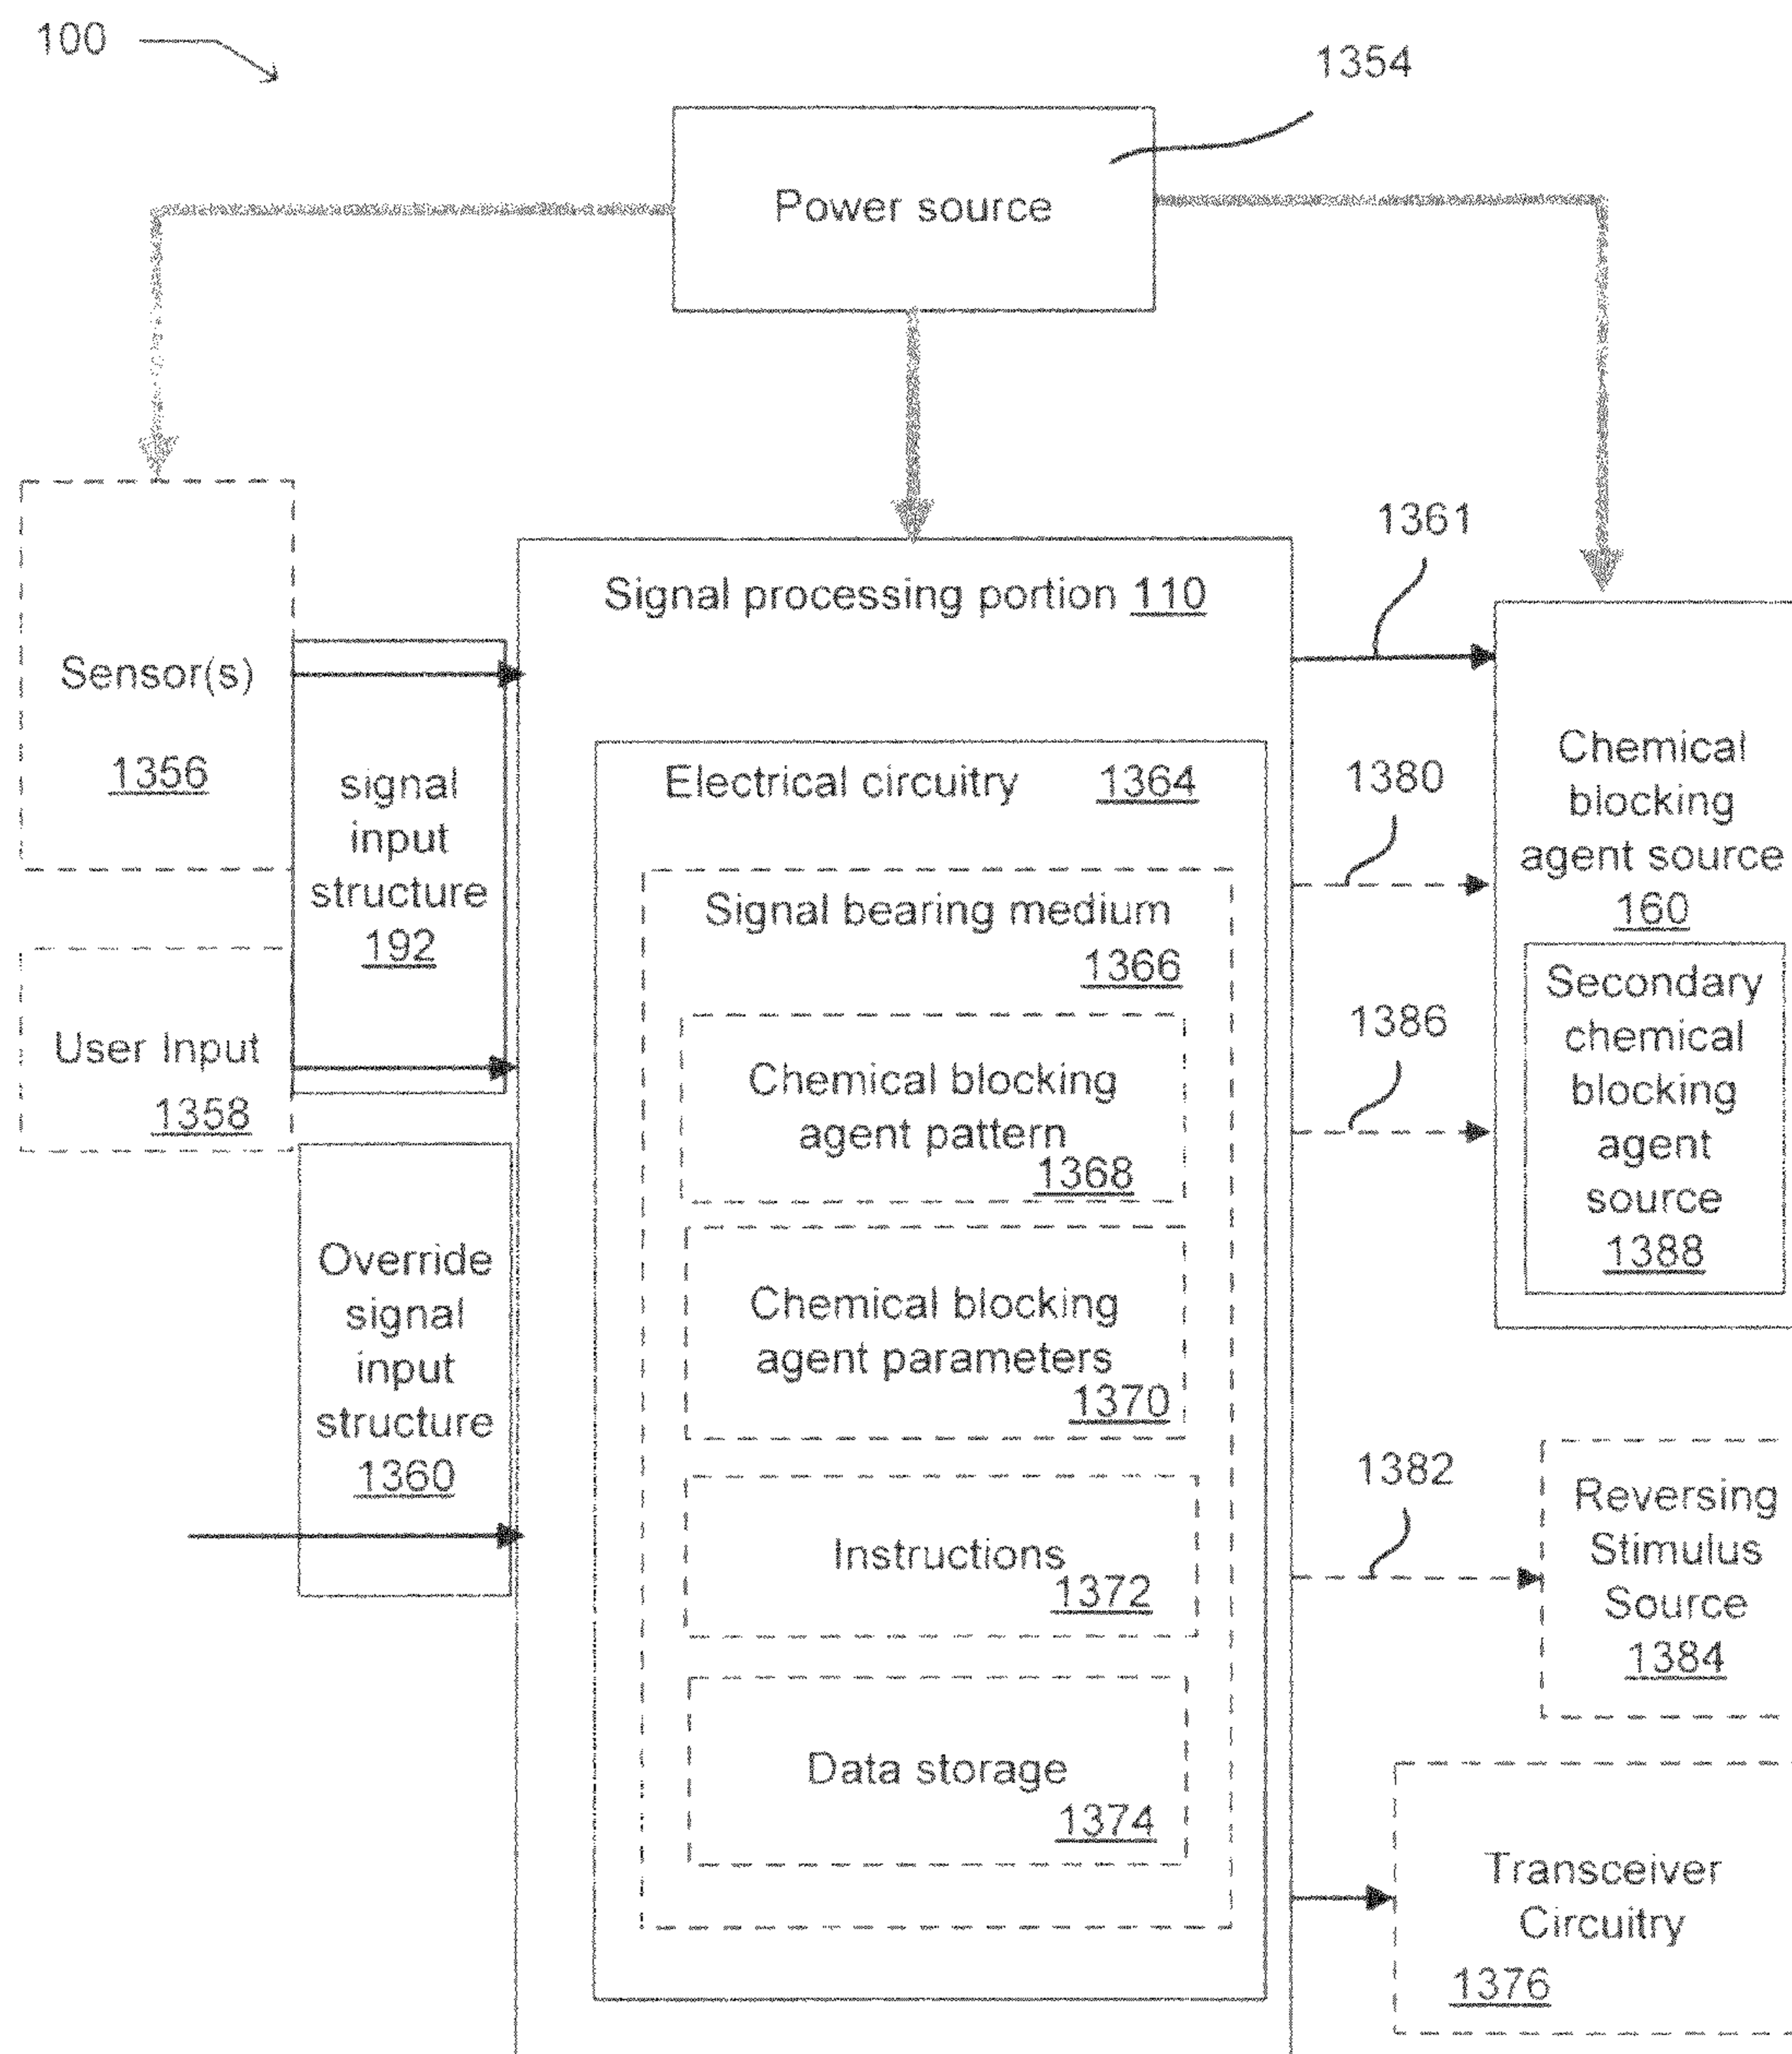 100
1354
Power source
1361
Signal processing portion 110
Sensor(s)
1356
signal
input
structure
192
Electrical circuitry 1364
1380
Chemical
blocking
agent source
160
Signal bearing medium
1366
User Input
1358
Chemical blocking
agent pattern
1368
1386
Secondary
chemical
blocking
agent
source
1388
Override
signal
input
structure
1360
Chemical blocking
agent parameters
1370
Instructions
1372
1382
Reversing
Stimulus
Source
1384
Data storage
1374
Transceiver
Circuitry
1376